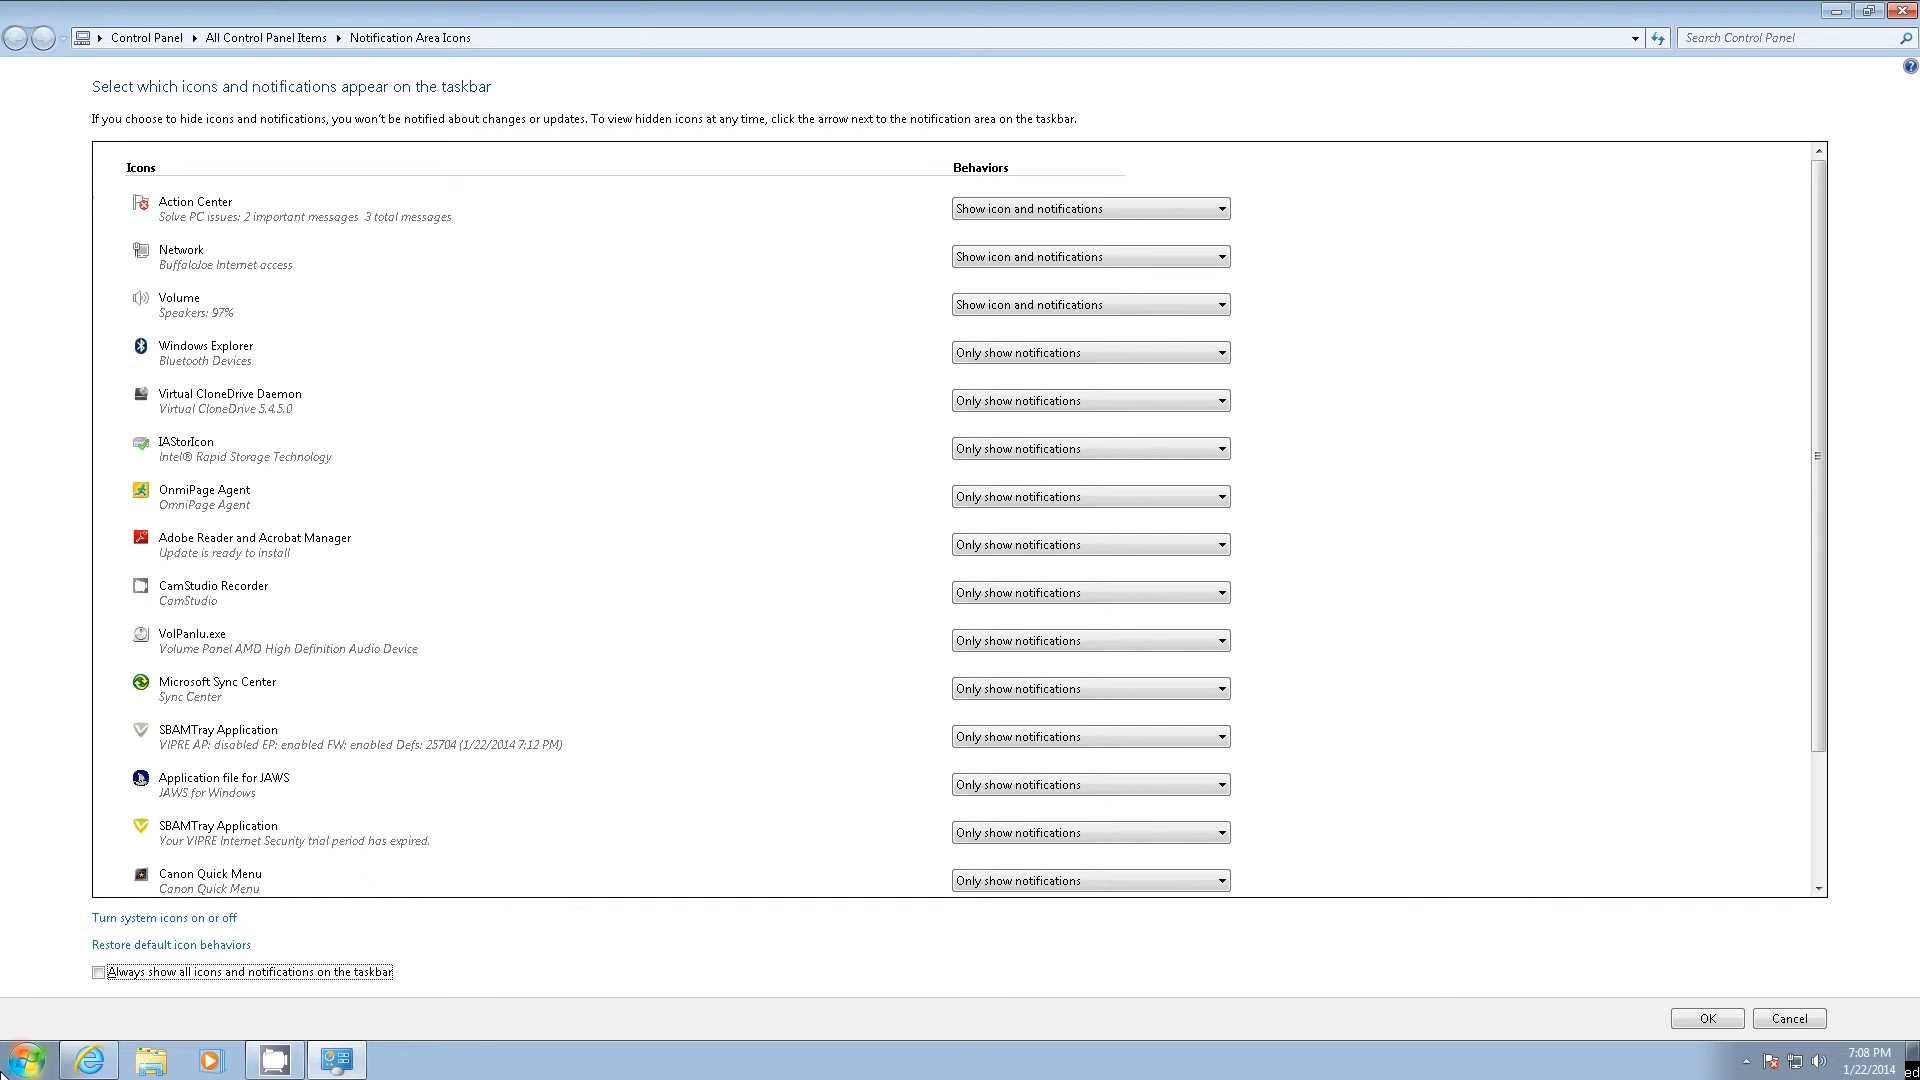 Control Panel All Control Panel Items Notification Area Icons
Search Control Panel
Select which icons and notifications appear on the taskbar
If you choose to hide icons and notifications, you won't be notified about changes or updates. To view hidden icons at any time, click the arrow next to the notification area on the taskbar.
Icons Behaviors
Action Center Show icon and notifications
Solve PC issues: 2 important messages 3 total messages
Network Show icon and notifications
BuffaloJoe Internet access
Volume Show icon and notifications
Speakers: 97%
Windows Explorer Only show notifications
Bluetooth Devices
Virtual CloneDrive Daemon Only show notifications
Virtual CloneDrive 5.4.5.0
IAStorIcon Only show notifications
Intel® Rapid Storage Technology
OnmiPage Agent Only show notifications
OmniPage Agent
Adobe Reader and Acrobat Manager Only show notifications
Update is ready to install
CamStudio Recorder Only show notifications
CamStudio
VolPanlu.exe Only show notifications
Volume Panel AMD High Definition Audio Device
Microsoft Sync Center Only show notifications
Sync Center
SBAMTray Application Only show notifications
VIPRE AP: disabled EP: enabled FW: enabled Defs: 25704 (1/22/2014 7:12 PM)
Application file for JAWS Only show notifications
JAWS for Windows
SBAMTray Application Only show notifications
Your VIPRE Internet Security trial period has expired.
Canon Quick Menu Only show notifications
Canon Quick Menu
Turn system icons on or off
Restore default icon behaviors
Always show all icons and notifications on the taskbar
OK Cancel
7:08 PM
1/22/2014
ed